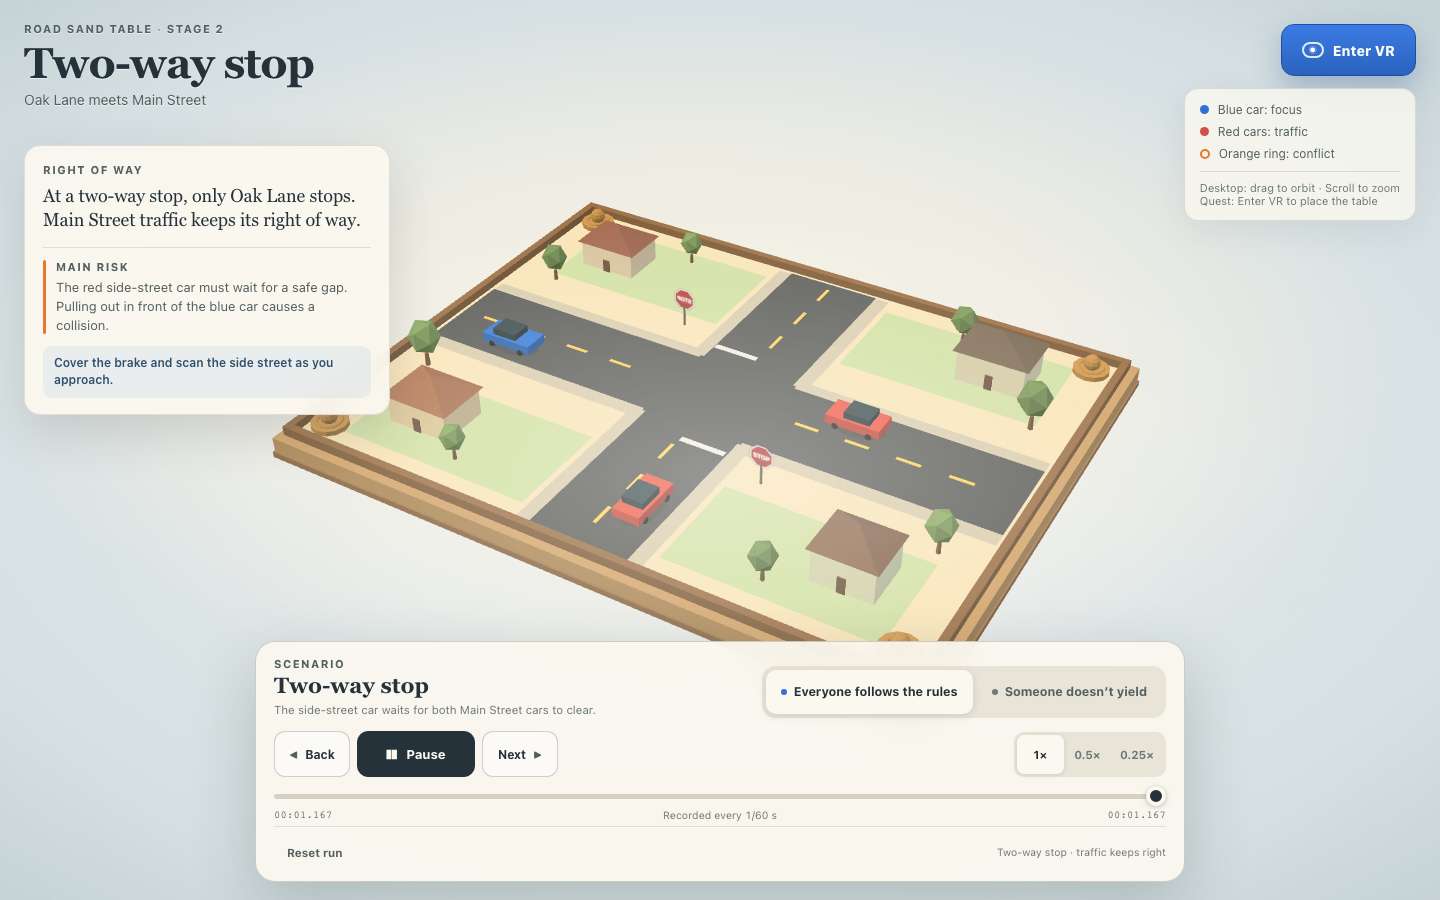 ROAD SAND TABLE · STAGE 2
Two-way stop
Oak Lane meets Main Street
Enter VR
Blue car: focus
Red cars: traffic
Orange ring: conflict
Desktop: drag to orbit · Scroll to zoom
Quest: Enter VR to place the table
RIGHT OF WAY
At a two-way stop, only Oak Lane stops.
Main Street traffic keeps its right of way.
MAIN RISK
The red side-street car must wait for a safe gap.
Pulling out in front of the blue car causes a
collision.
Cover the brake and scan the side street as you
approach.
STOP
SCENARIO
Two-way stop
The side-street car waits for both Main Street cars to clear.
Everyone follows the rules
Someone doesn’t yield
Back
Pause
Next
1×
0.5×
0.25×
00:01.167
Recorded every 1/60 s
00:01.167
Reset run
Two-way stop · traffic keeps right